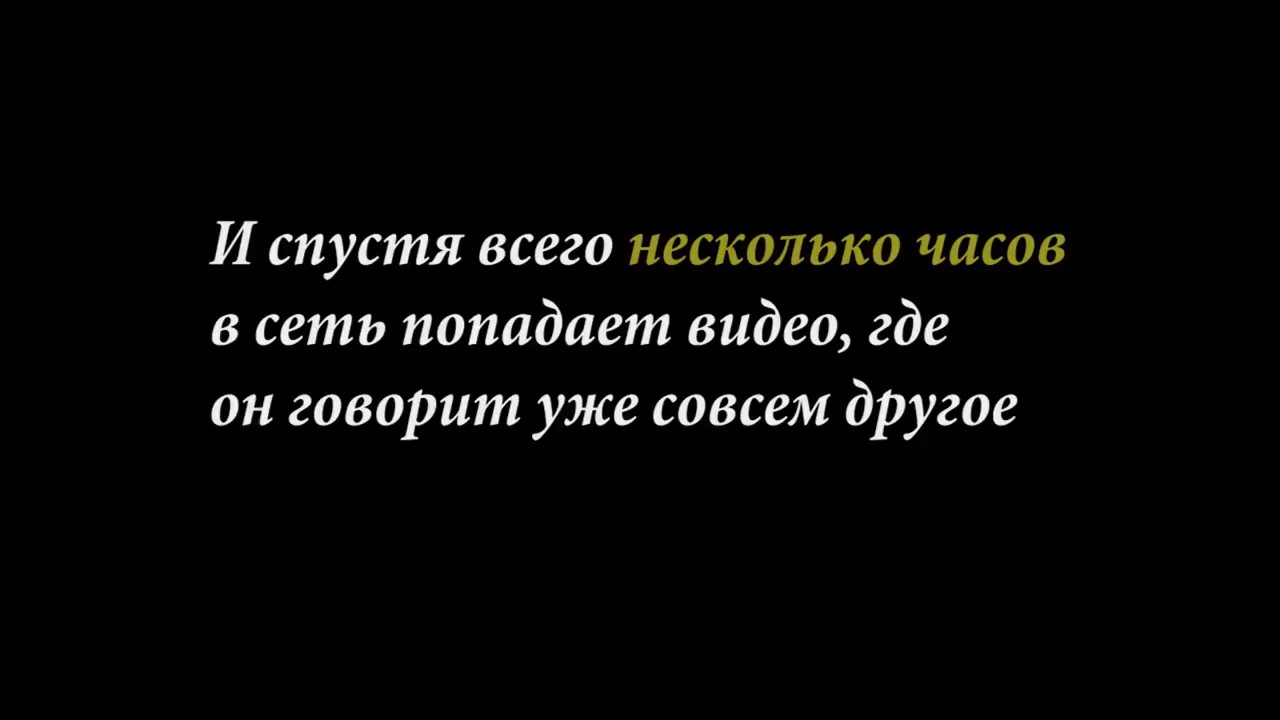 И спустя всего несколько часов
в сеть попадает видео, где
он говорит уже совсем другое